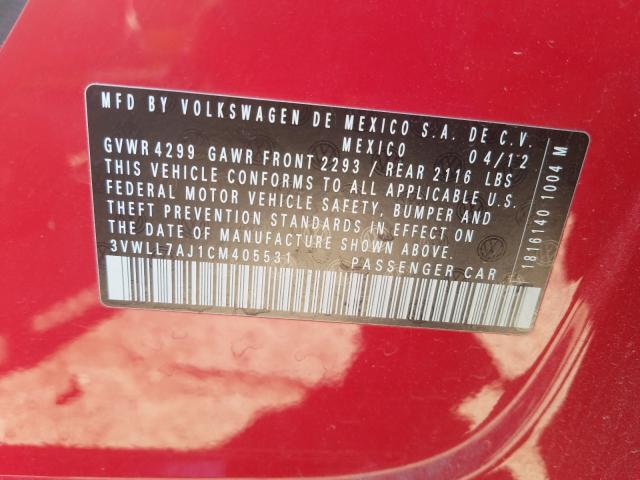 MFD BY VOLKSWAGEN DE MEXICO S.A. DE C.V.
MEXICO 04/12
GVWR 4299 GAWR FRONT 2293 / REAR 2116 LBS
THIS VEHICLE CONFORMS TO ALL APPLICABLE U.S.
FEDERAL MOTOR VEHICLE SAFETY, BUMPER AND
THEFT PREVENTION STANDARDS IN EFFECT ON
THE DATE OF MANUFACTURE SHOWN ABOVE.
3VWLL7AJ1CM405531 PASSENGER CAR
1816140 1004 M